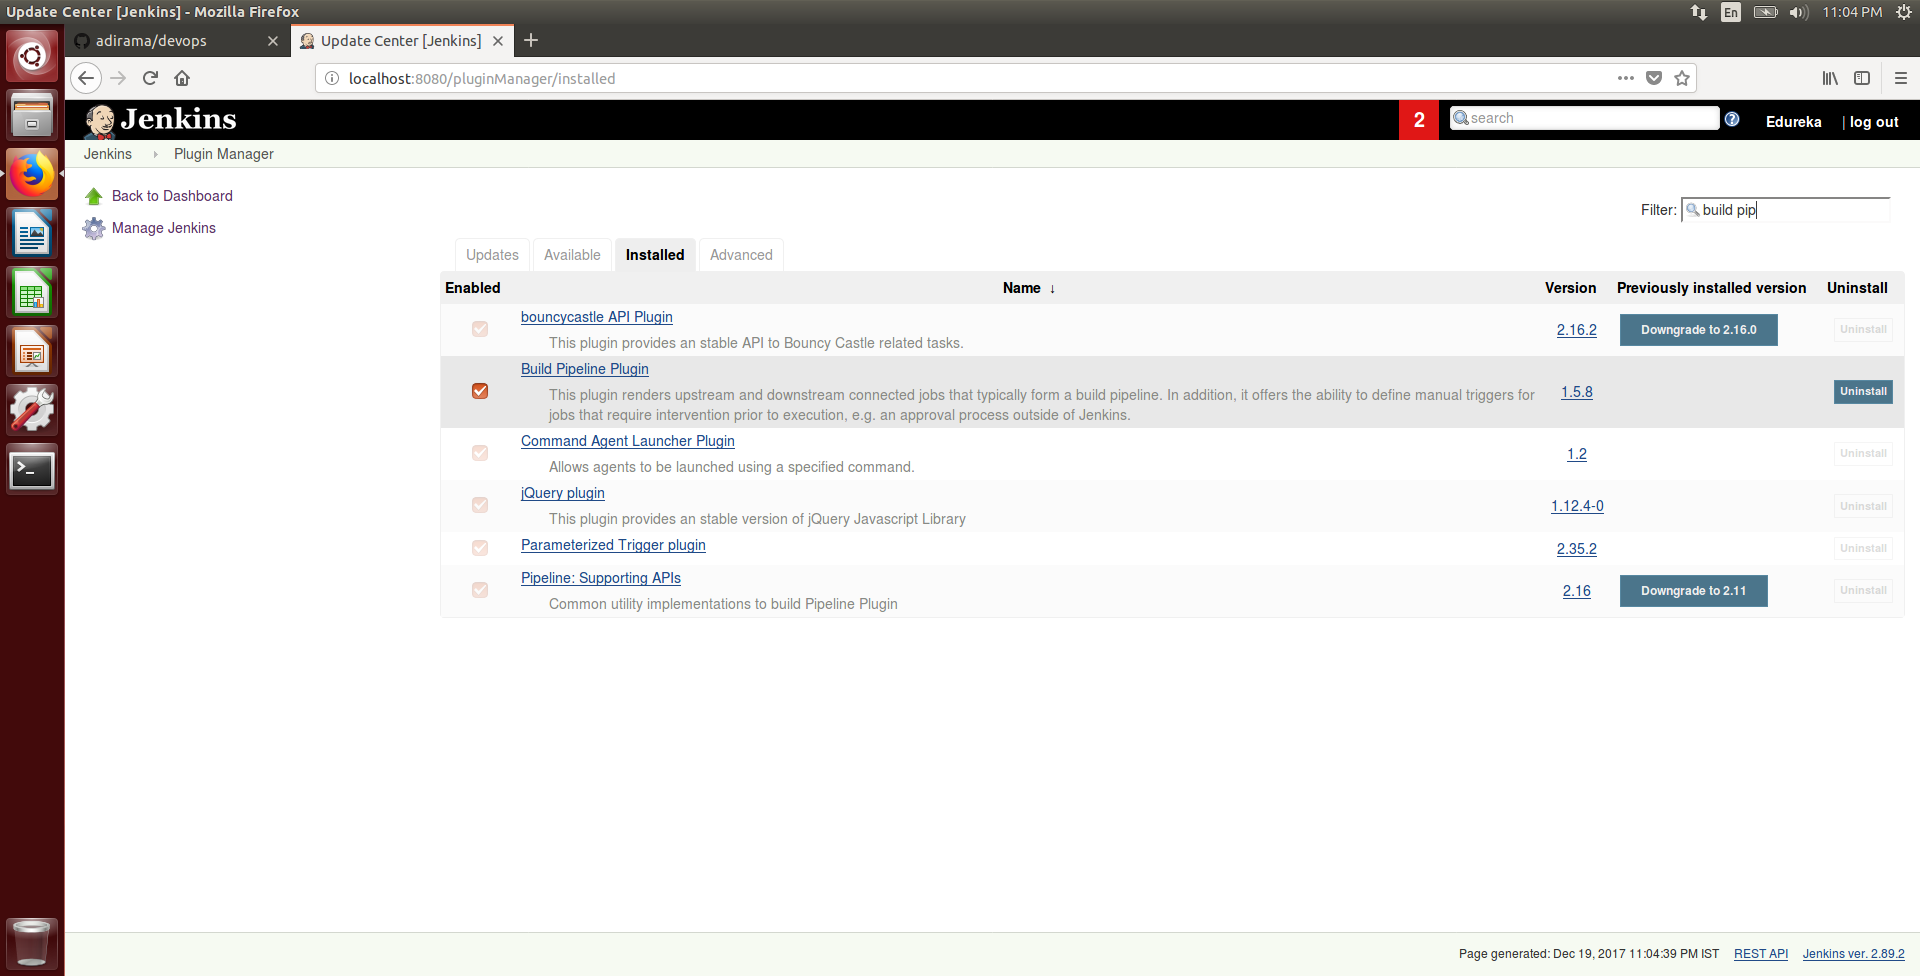 Update Center [Jenkins] - Mozilla Firefox
En
11:04 PM
adirama/devops
Update Center [Jenkins]
localhost:8080/pluginManager/installed
Jenkins
2
search
Edureka
| log out
Jenkins
Plugin Manager
Back to Dashboard
Manage Jenkins
Filter: build pip
Updates
Available
Installed
Advanced
Enabled
Name ↓
Version
Previously installed version
Uninstall
bouncycastle API Plugin
This plugin provides an stable API to Bouncy Castle related tasks.
2.16.2
Downgrade to 2.16.0
Uninstall
Build Pipeline Plugin
This plugin renders upstream and downstream connected jobs that typically form a build pipeline. In addition, it offers the ability to define manual triggers for
jobs that require intervention prior to execution, e.g. an approval process outside of Jenkins.
1.5.8
Uninstall
Command Agent Launcher Plugin
Allows agents to be launched using a specified command.
1.2
Uninstall
jQuery plugin
This plugin provides an stable version of jQuery Javascript Library
1.12.4-0
Uninstall
Parameterized Trigger plugin
2.35.2
Uninstall
Pipeline: Supporting APIs
Common utility implementations to build Pipeline Plugin
2.16
Downgrade to 2.11
Uninstall
Page generated: Dec 19, 2017 11:04:39 PM IST
REST API
Jenkins ver. 2.89.2